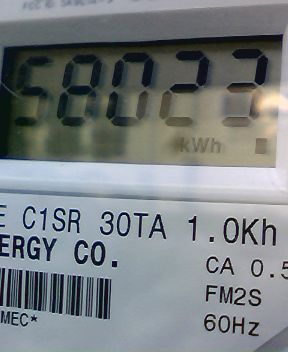 58023
kWh
E C1SR 30TA 1.0Kh
ERGY CO.
CA 0.5
FM2S
MEC*
60Hz